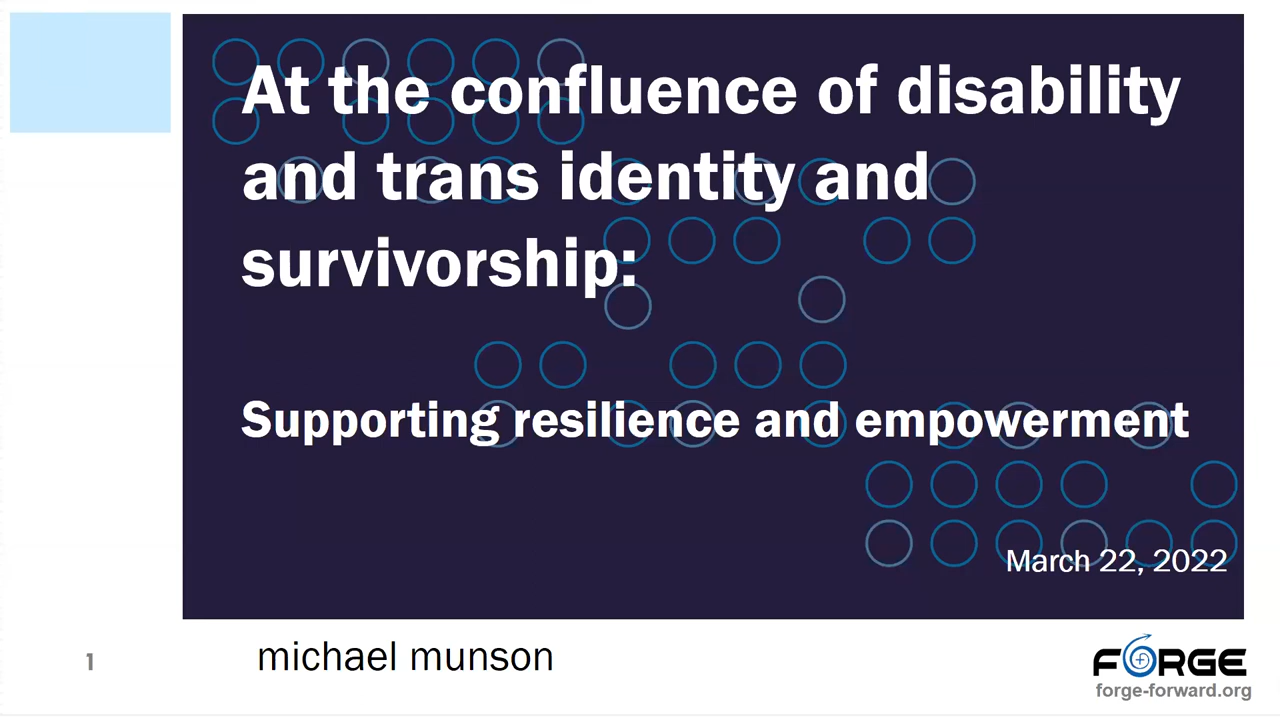 At the confluence of disability
and trans identity and
survivorship:
Supporting resilience and empowerment
March 22, 2022
1
michael munson
FORGE
forge-forward.org